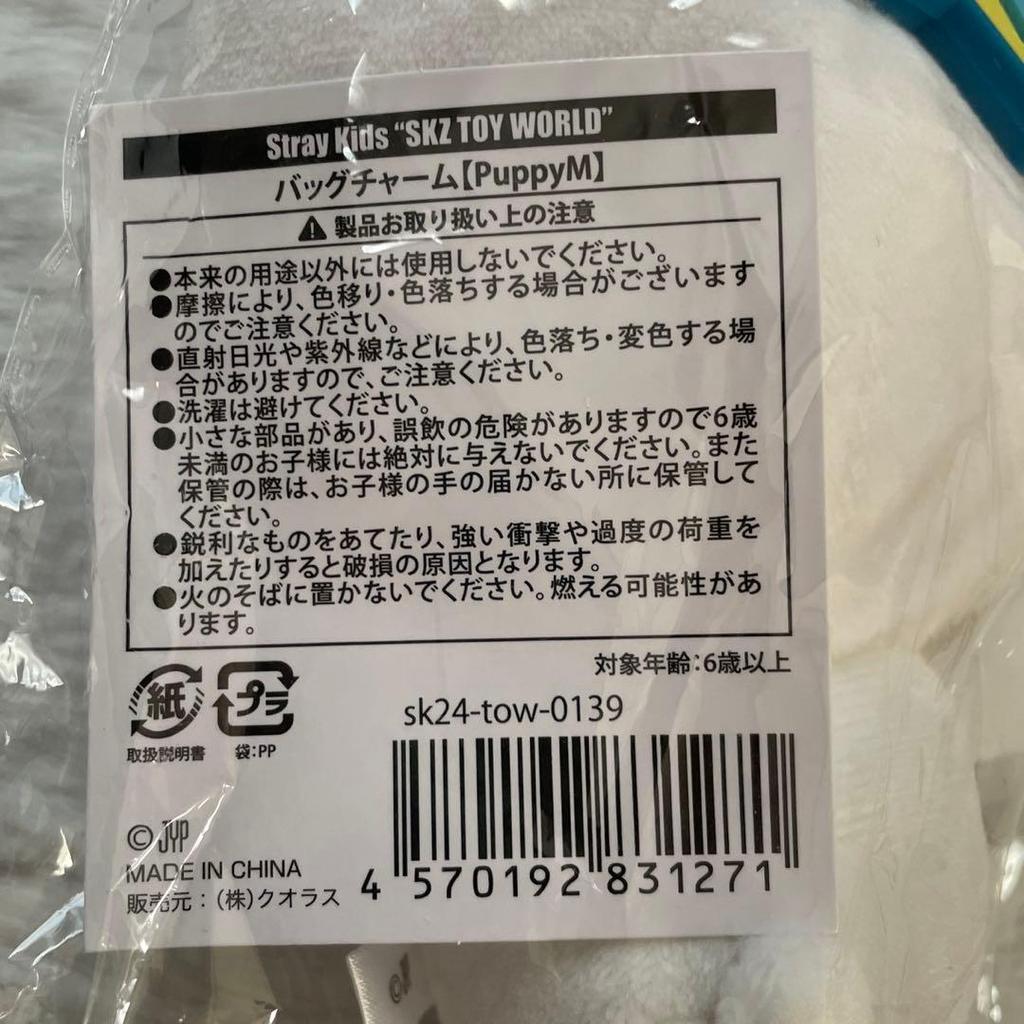 Stray Kids “SKZ TOY WORLD”
バッグチャーム【PuppyM】
⚠ 製品お取り扱い上の注意
●本来の用途以外には使用しないでください。
●摩擦により、色移り・色落ちする場合がございます
のでご注意ください。
●直射日光や紫外線などにより、色落ち・変色する場
合がありますので、ご注意ください。
●洗濯は避けてください。
●小さな部品があり、誤飲の危険がありますので6歳
未満のお子様には絶対に与えないでください。また
保管の際は、お子様の手の届かない所に保管して
ください。
●鋭利なものをあてたり、強い衝撃や過度の荷重を
加えたりすると破損の原因となります。
●火のそばに置かないでください。燃える可能性があ
ります。
対象年齢:6歳以上
紙 プラ
取扱説明書 袋:PP
sk24-tow-0139
© JYP
MADE IN CHINA
販売元：(株)クオラス
4 570192 831271
©